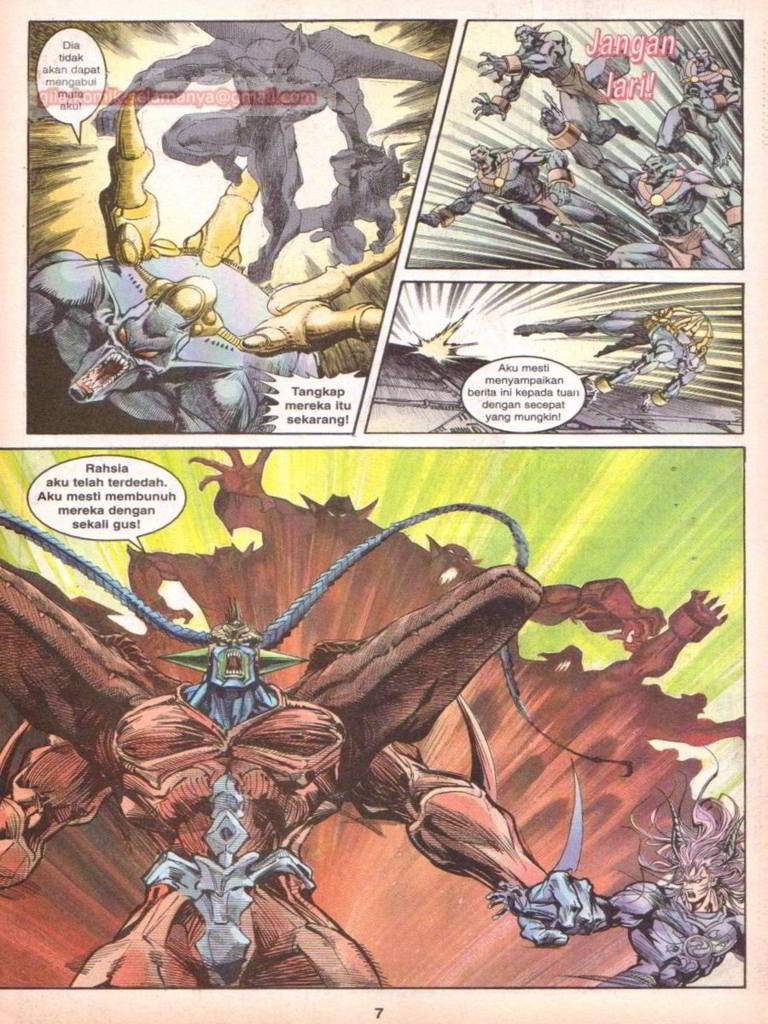 Dia
tidak
akan dapat
mengabui
mata
aku!
Tangkap
mereka itu
sekarang!
Jangan
lari!
Aku mesti
menyampaikan
berita ini kepada tuan
dengan secepat
yang mungkin!
Rahsia
aku telah terdedah.
Aku mesti membunuh
mereka dengan
sekali gus!
7